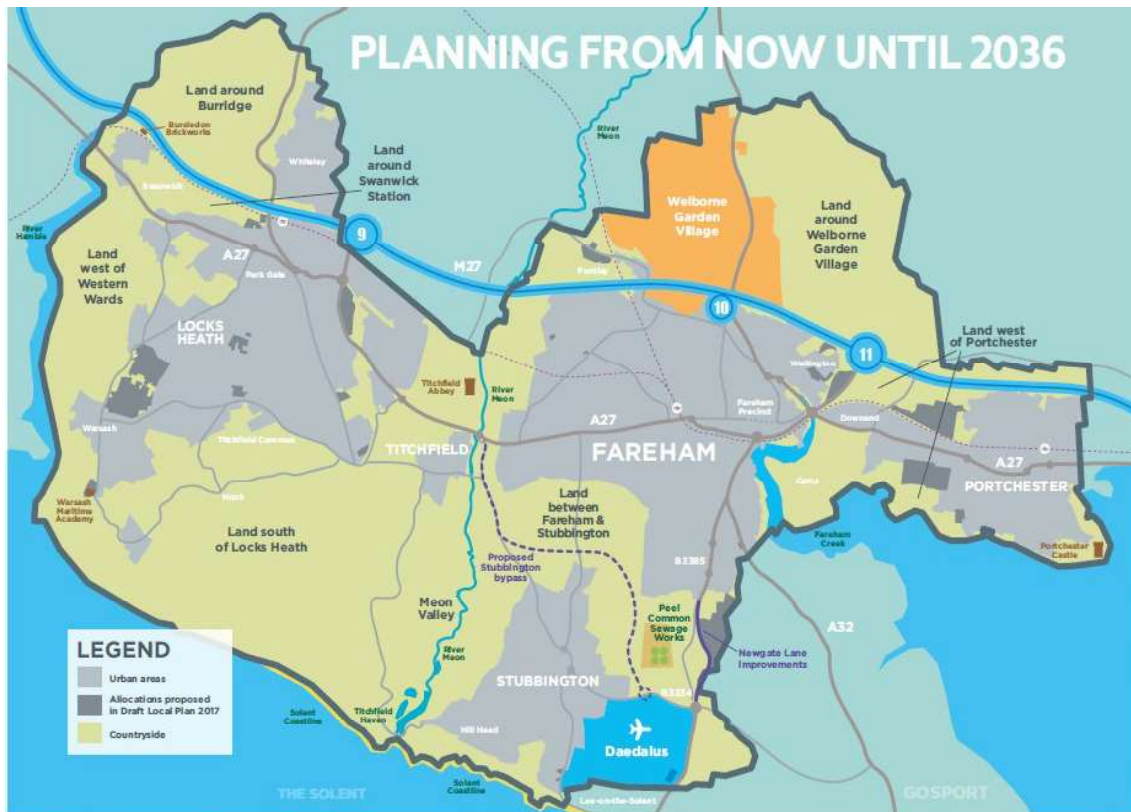 PLANNING FROM NOW UNTIL 2036
Land around
Burridge
Bursledon
Brickworks
Whiteley
Swanwick
Land
around
Swanwick
Station
River
Hamble
River
Meon
Welborne
Garden
Village
Land
around
Welborne
Garden
Village
9
M27
A27
Park Gate
Land
west of
Western
Wards
LOCKS
HEATH
Funtley
10
11
Land west
of Portchester
Wallington
Titchfield
Abbey
River
Meon
Fareham
Precinct
A27
Downend
Warsash
Titchfield Common
TITCHFIELD
FAREHAM
A27
PORTCHESTER
Cams
Warsash
Maritime
Academy
Hook
Land south
of Locks Heath
Land
between
Fareham &
Stubbington
Proposed
Stubbington
bypass
Fareham
Creek
Portchester
Castle
B3385
Meon
Valley
Peel
Common
Sewage
Works
A32
Newgate Lane
Improvements
River
Meon
STUBBINGTON
B3334
LEGEND
Urban areas
Allocations proposed
in Draft Local Plan 2017
Countryside
Solent
Coastline
Titchfield
Haven
Hill Head
Daedalus
Solent
Coastline
THE SOLENT
Lee-on-the-Solent
GOSPORT